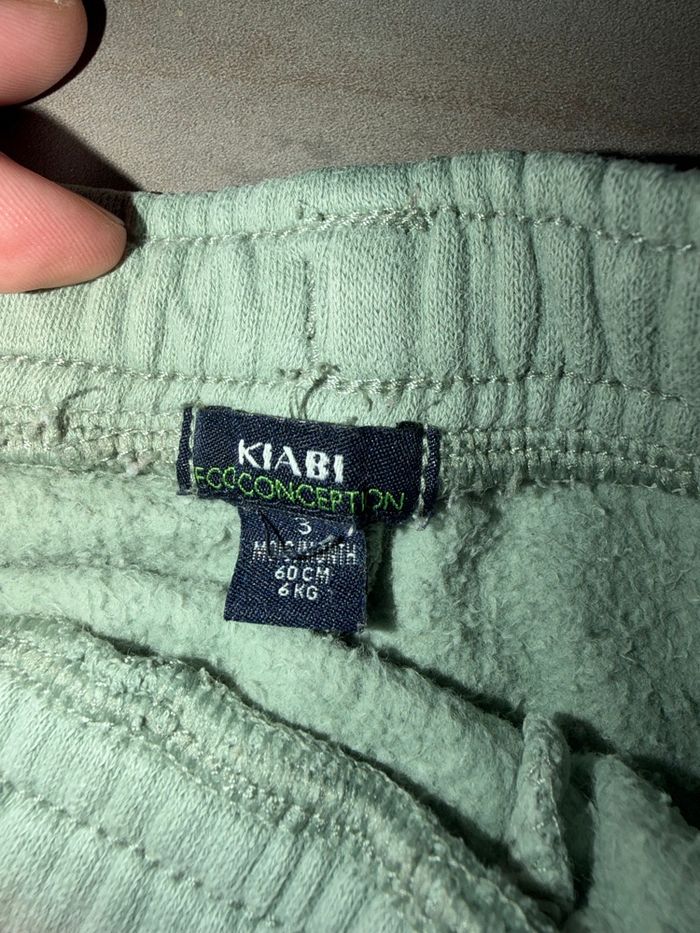 KIABI
ECOCONCEPTION
3
MOIS/MONTH
60 CM
6 KG